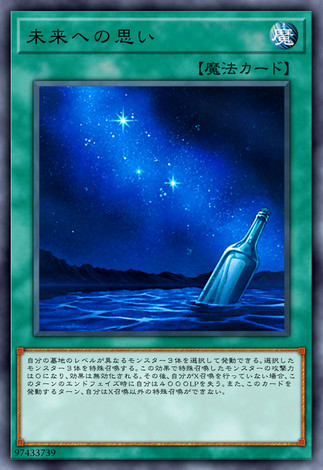 未来への思い
魔
【魔法カード】
自分の墓地のレベルが異なるモンスター３体を選択して発動できる。選択した
モンスター３体を特殊召喚する。この効果で特殊召喚したモンスターの攻撃力
は０になり、効果は無効化される。その後、自分がX召喚を行っていない場合、こ
のターンのエンドフェイズ時に自分は４０００LPを失う。また、このカードを
発動するターン、自分はX召喚以外の特殊召喚ができない。
97433739